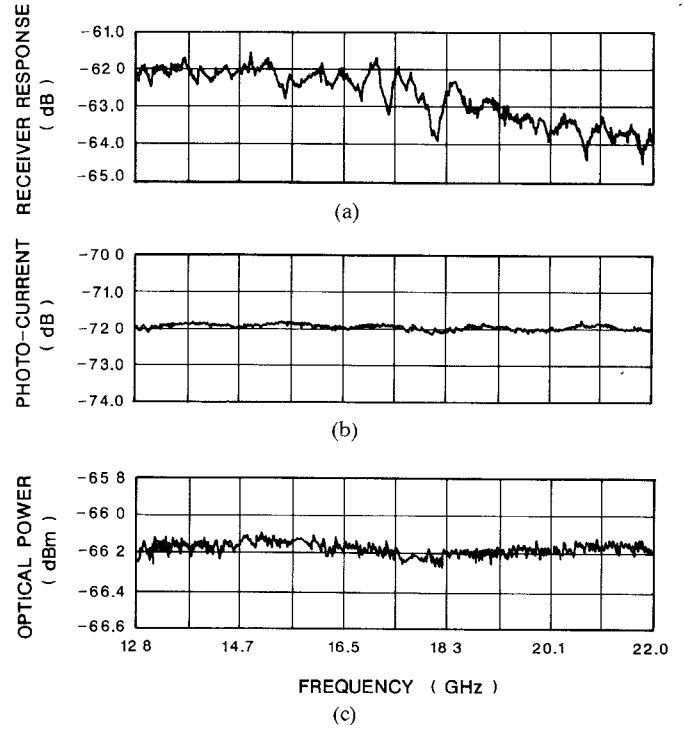 RECEIVER RESPONSE
( dB )
-61.0
-62.0
-63.0
-64.0
-65.0
(a)
PHOTO-CURRENT
( dB )
-70 0
-71.0
-72 0
-73.0
-74.0
(b)
OPTICAL POWER
( dBm )
-65 8
-66 0
-66 2
-66.4
-66.6
12 8 14.7 16.5 18 3 20.1 22.0
FREQUENCY ( GHz )
(c)